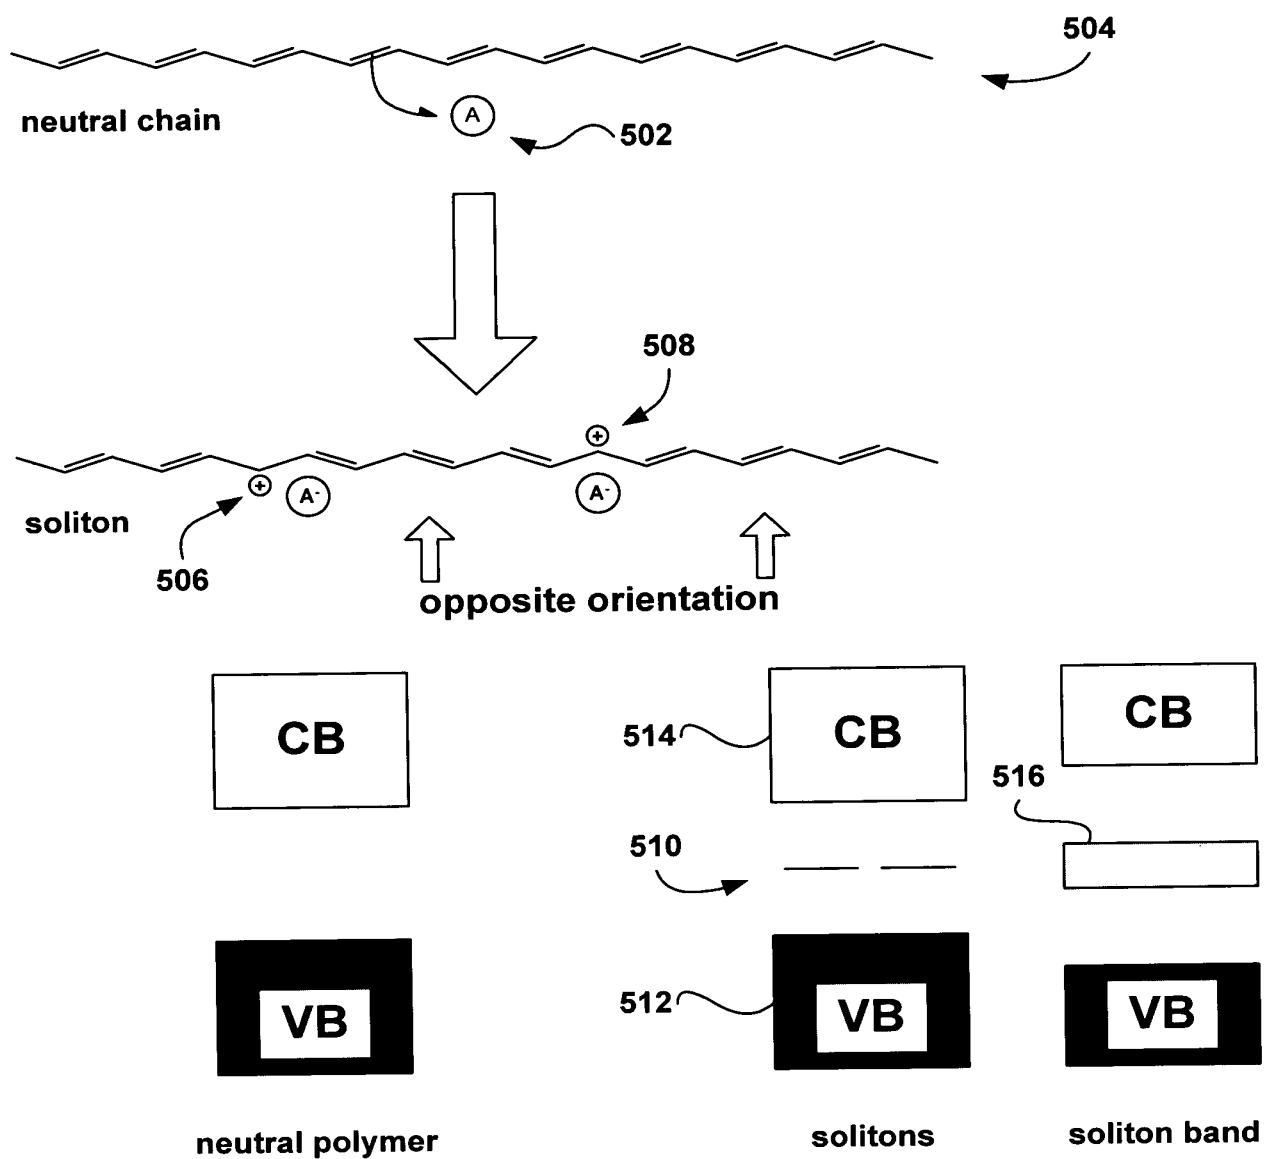 504
neutral chain
A
502
508
+
+
A-
A-
soliton
506
opposite orientation
CB
514
CB
CB
516
510
512
VB
VB
VB
neutral polymer
solitons
soliton band